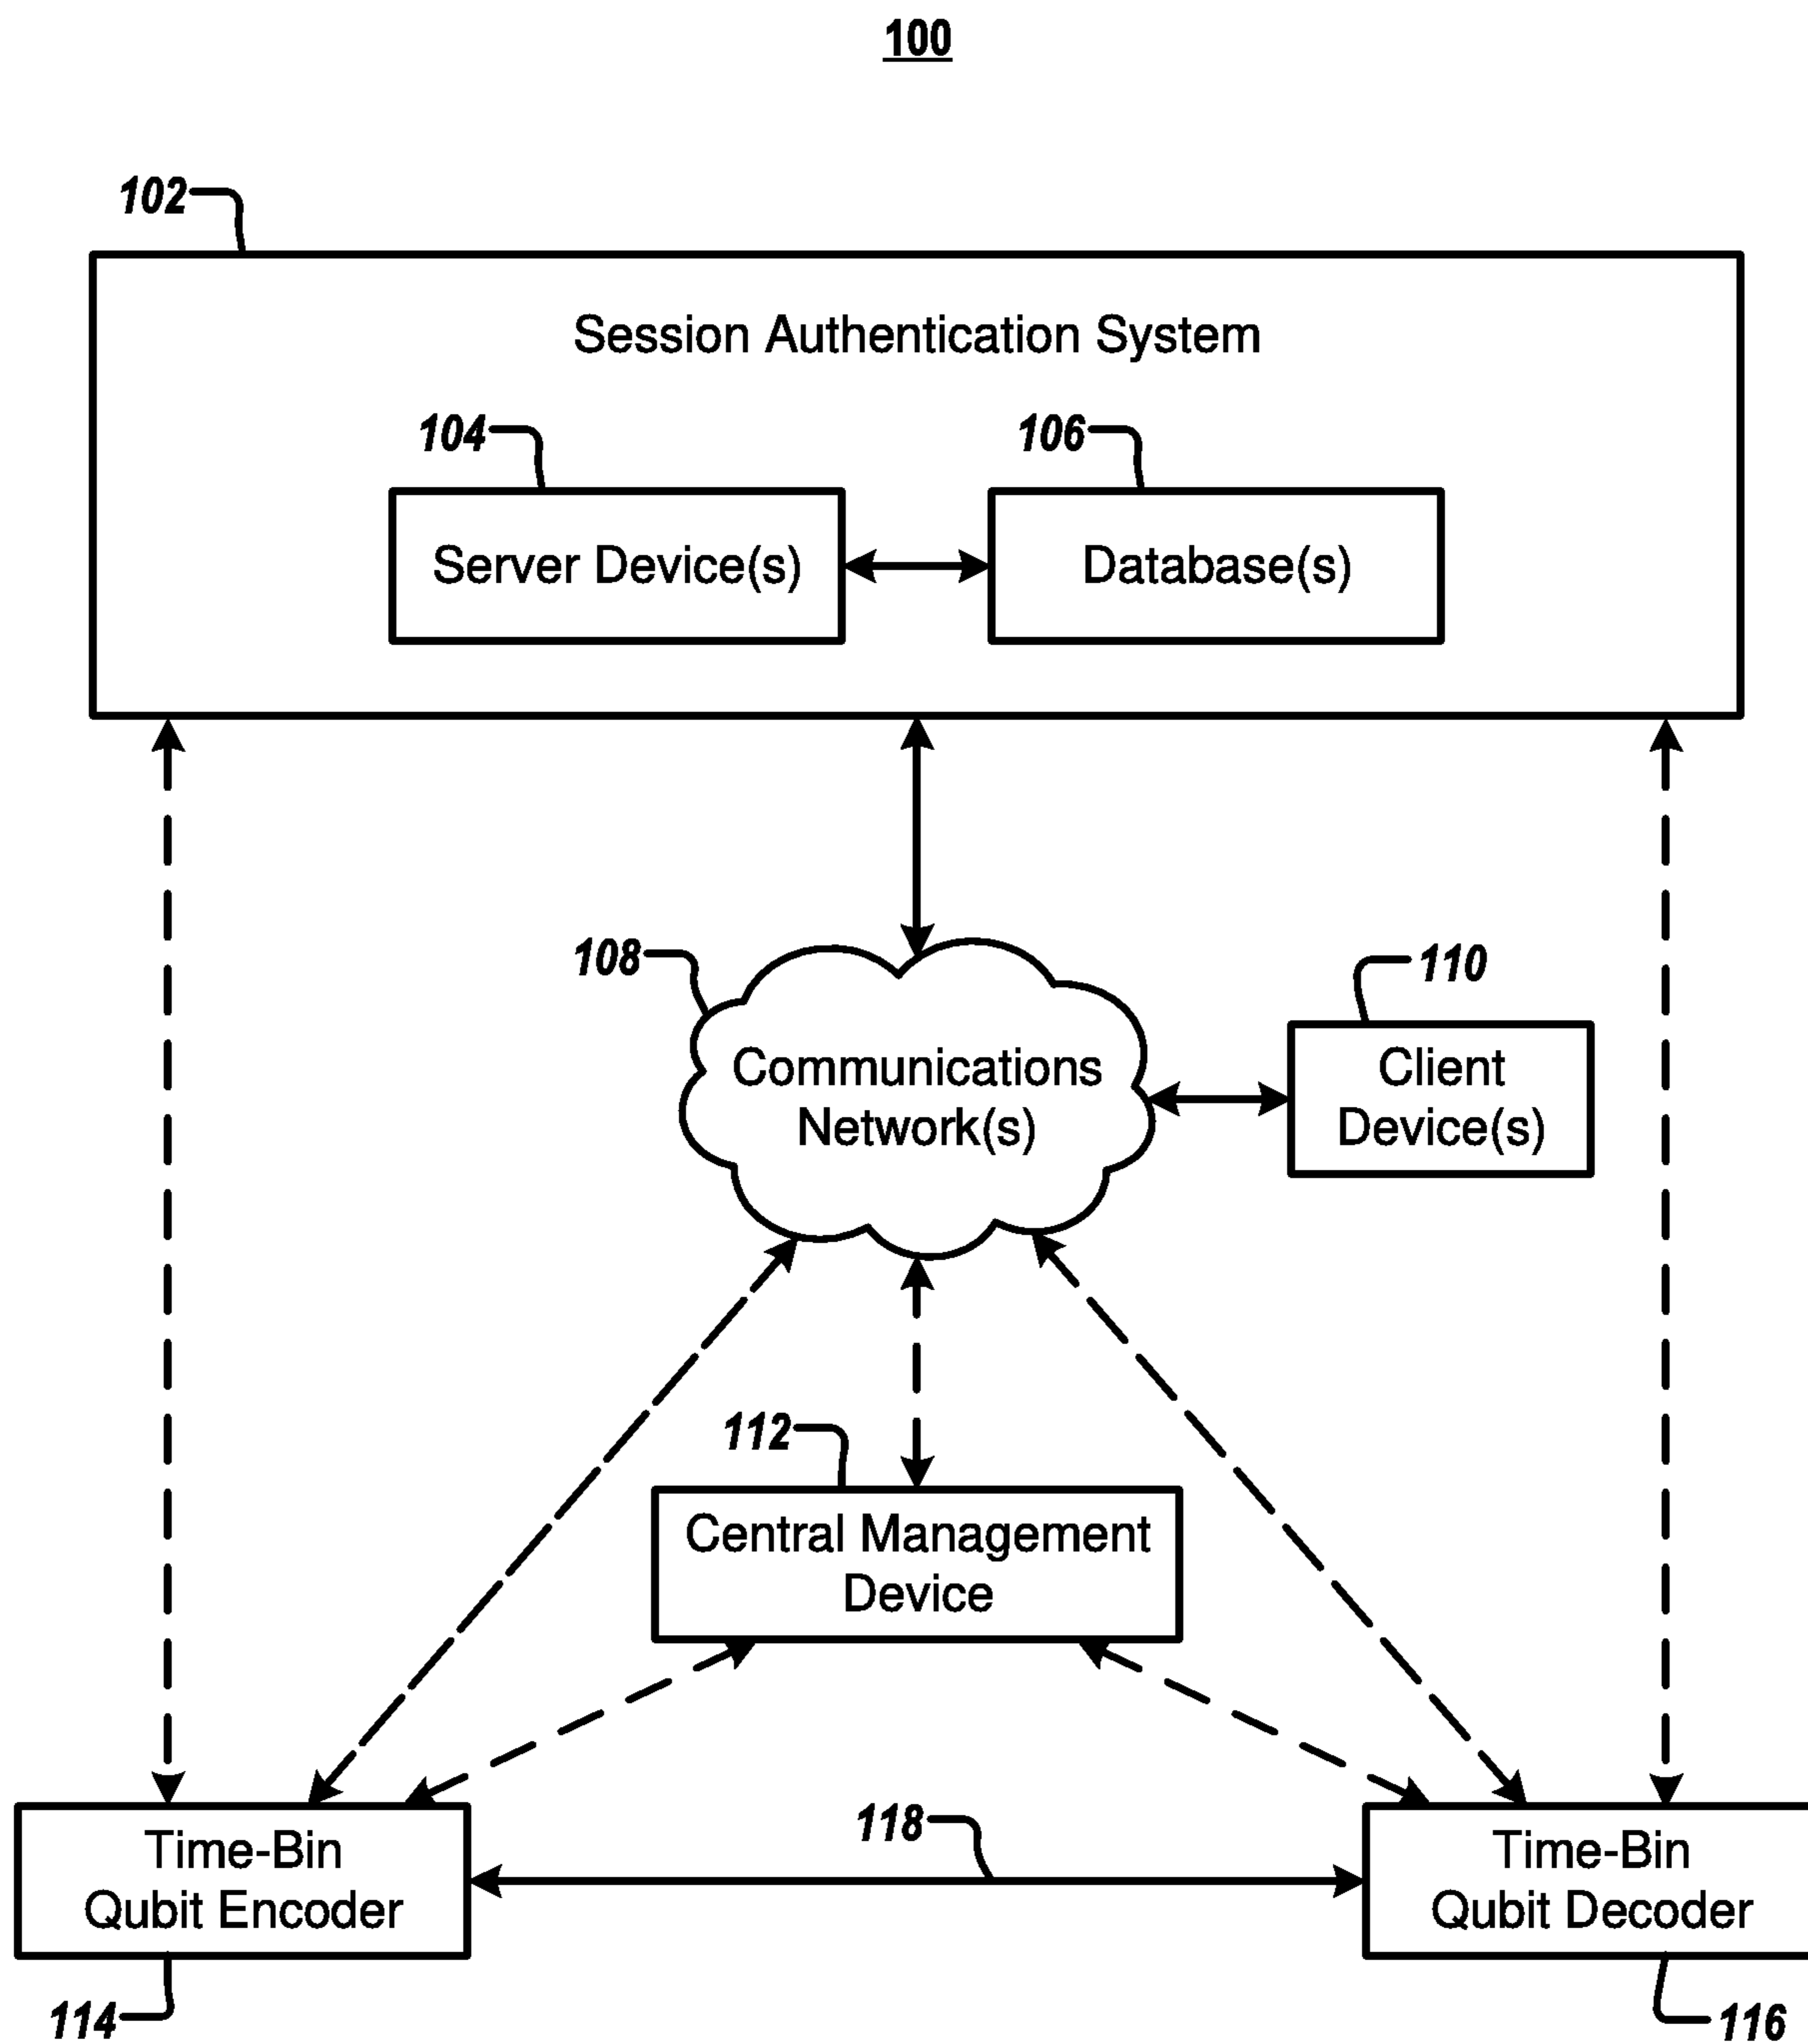 100
102
Session Authentication System
104
106
Server Device(s)
Database(s)
108
110
Communications
Network(s)
Client
Device(s)
112
Central Management
Device
118
Time-Bin
Qubit Encoder
Time-Bin
Qubit Decoder
114
116